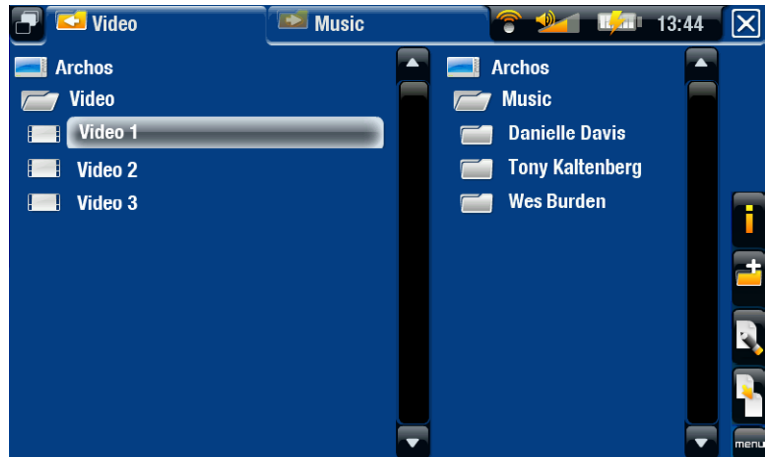 Video
Music
13:44
Archos
Video
Video 1
Video 2
Video 3
Archos
Music
Danielle Davis
Tony Kaltenberg
Wes Burden
i
menu